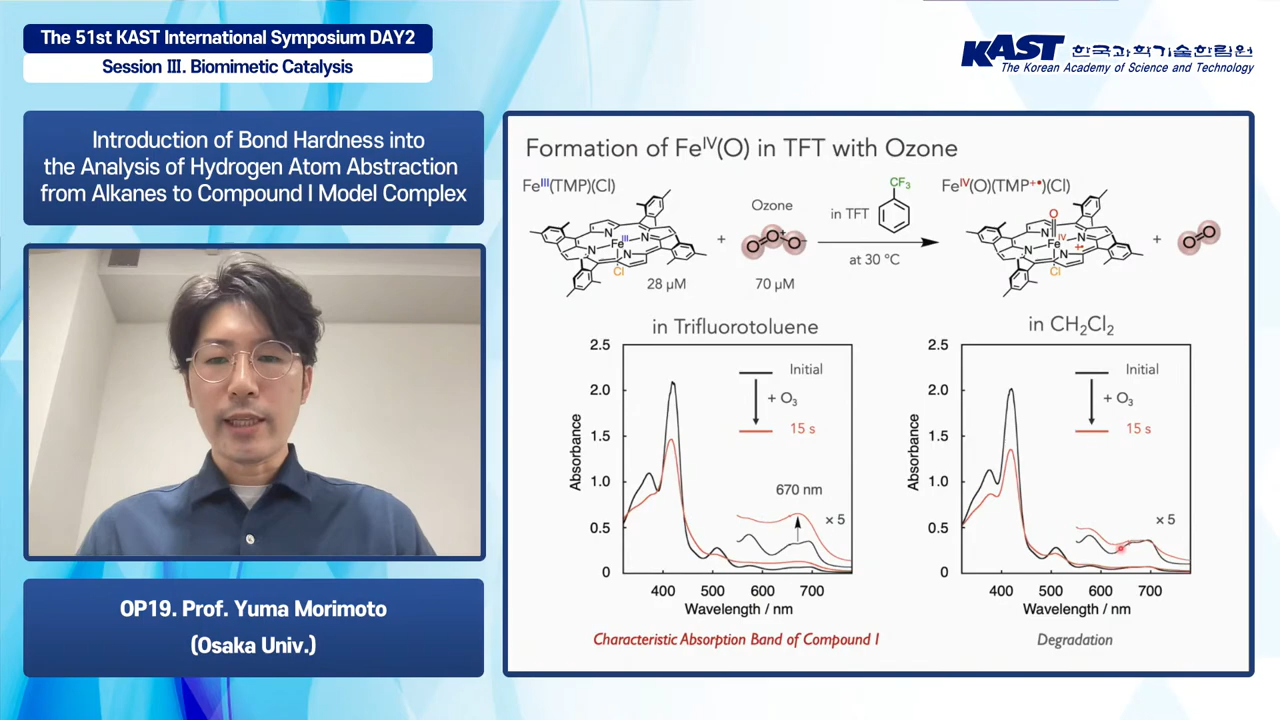 The 51st KAST International Symposium DAY2
Session III. Biomimetic Catalysis
KAST 한국과학기술한림원
The Korean Academy of Science and Technology
Introduction of Bond Hardness into
the Analysis of Hydrogen Atom Abstraction
from Alkanes to Compound I Model Complex
OP19. Prof. Yuma Morimoto
(Osaka Univ.)
Formation of Feᴵⱽ(O) in TFT with Ozone
Feᴵᴵᴵ(TMP)(Cl)
N N N N Feᴵᴵᴵ Cl
28 µM
+
Ozone
O O⁺ O⁻
70 µM
in TFT
CF₃
at 30 °C
Feᴵⱽ(O)(TMP⁺•)(Cl)
O N N N N Fe IV +• Cl
+
O O
in Trifluorotoluene
2.5
2.0
1.5
1.0
0.5
0
Absorbance
Initial
+ O₃
15 s
670 nm
× 5
400 500 600 700
Wavelength / nm
Characteristic Absorption Band of Compound I
in CH₂Cl₂
2.5
2.0
1.5
1.0
0.5
0
Absorbance
Initial
+ O₃
15 s
× 5
400 500 600 700
Wavelength / nm
Degradation